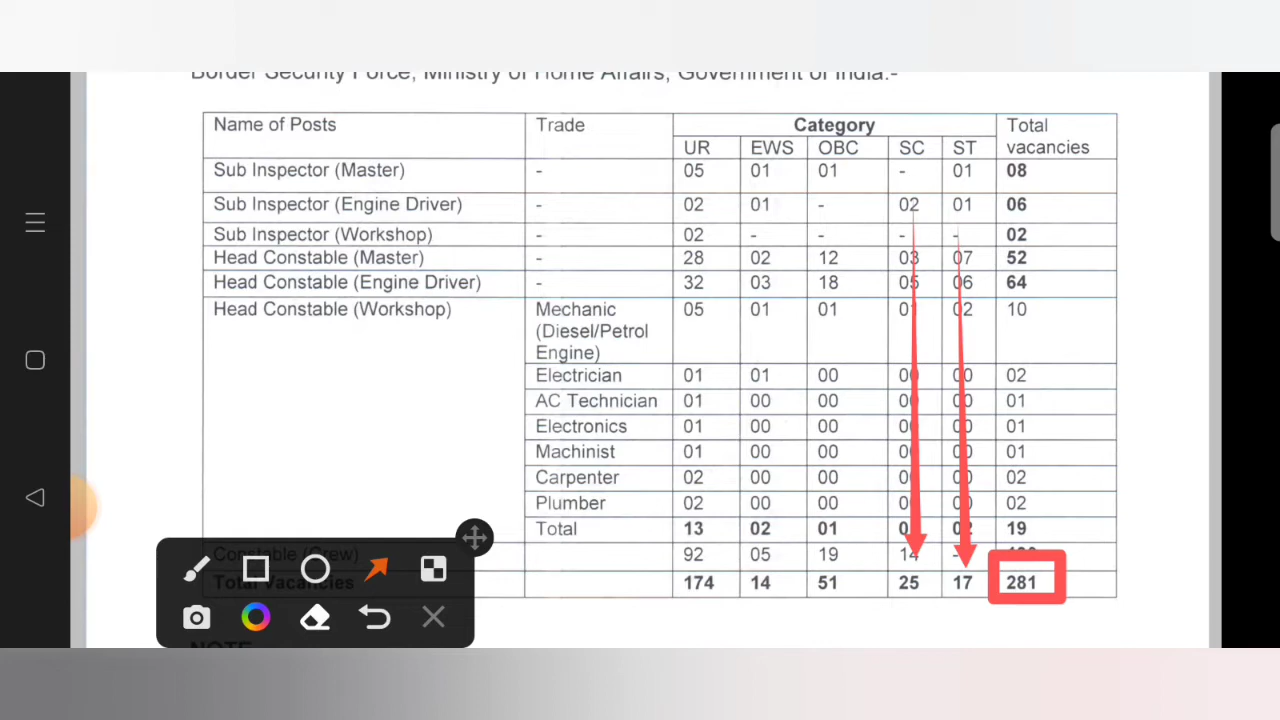 Border Security Force, Ministry of Home Affairs, Government of India:-
Name of Posts Trade Category Total vacancies
UR EWS OBC SC ST
Sub Inspector (Master) - 05 01 01 - 01 08
Sub Inspector (Engine Driver) - 02 01 - 02 01 06
Sub Inspector (Workshop) - 02 - - - - 02
Head Constable (Master) - 28 02 12 03 07 52
Head Constable (Engine Driver) - 32 03 18 05 06 64
Head Constable (Workshop) Mechanic (Diesel/Petrol Engine) 05 01 01 01 02 10
Electrician 01 01 00 00 00 02
AC Technician 01 00 00 00 00 01
Electronics 01 00 00 00 00 01
Machinist 01 00 00 00 00 01
Carpenter 02 00 00 00 00 02
Plumber 02 00 00 00 00 02
Total 13 02 01 02 19
Constable (Crew) 92 05 19 14 -
Total Vacancies 174 14 51 25 17 281
NOTE